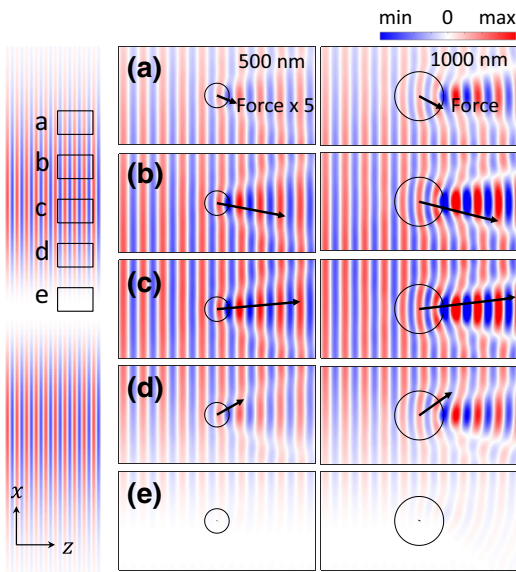 min 0 max
(a) 500 nm 1000 nm
Force x 5 Force
a
b
(b)
c
d
(c)
e
(d)
x
z
(e)